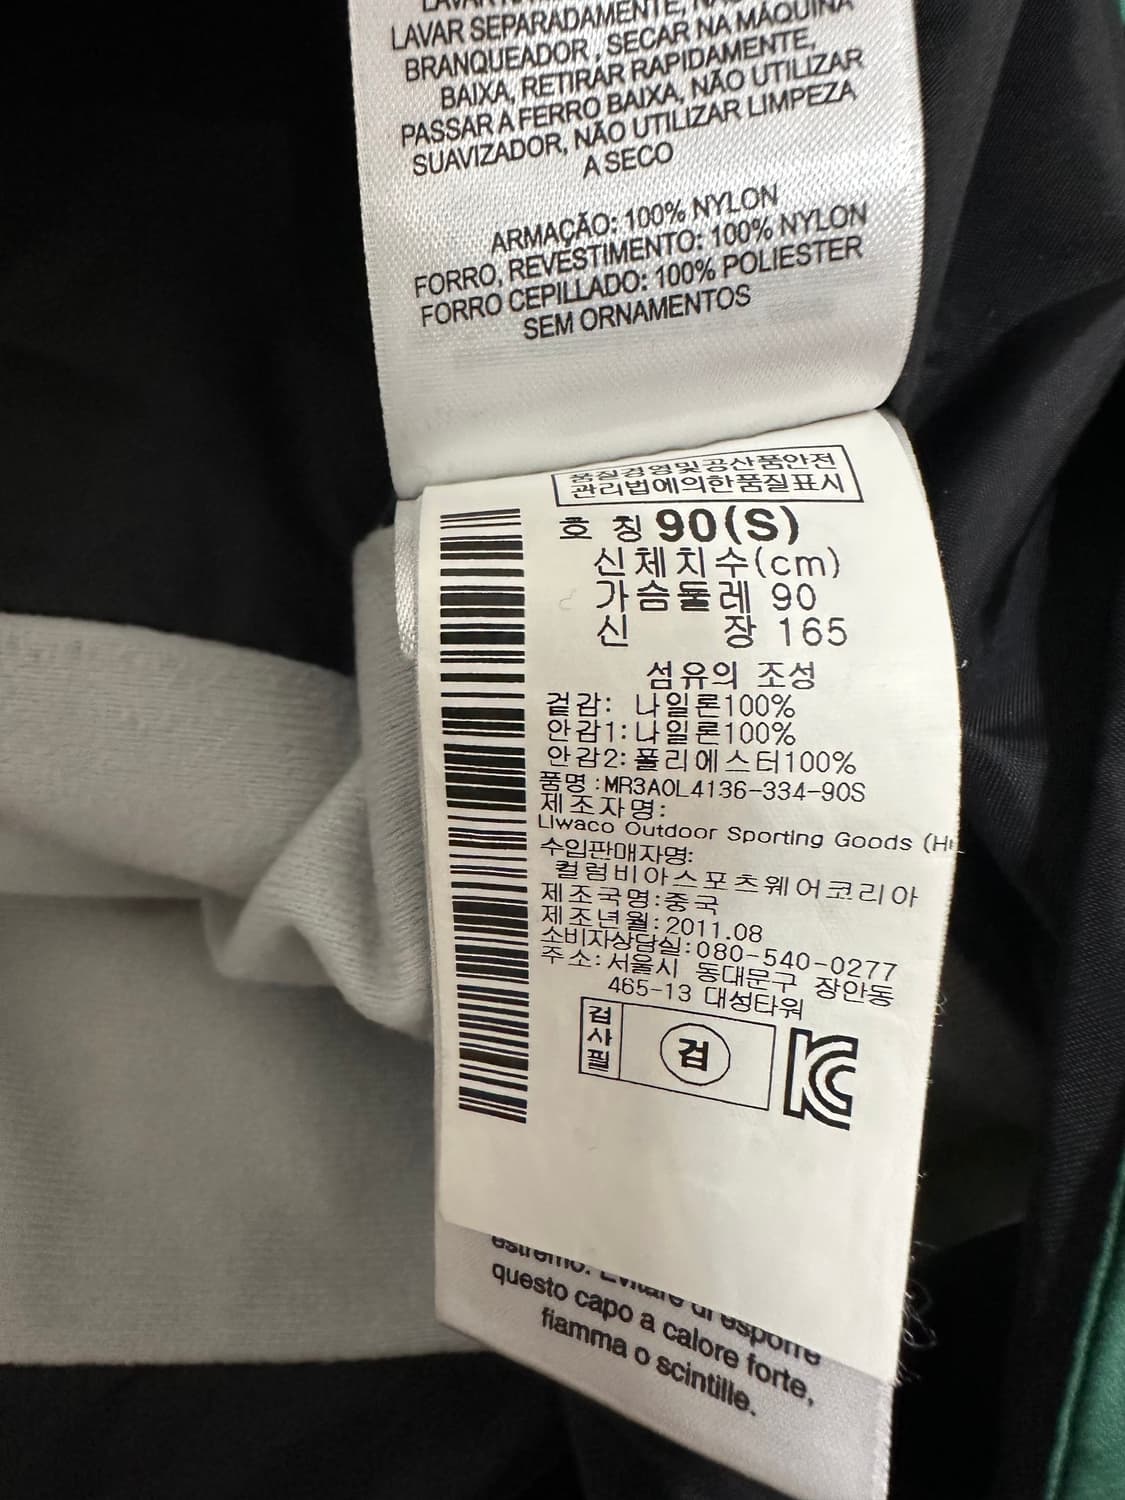 LAVAR SEPARADAMENTE,
BRANQUEADOR, SECAR NA MÁQUINA
BAIXA, RETIRAR RAPIDAMENTE,
PASSAR A FERRO BAIXA, NÃO UTILIZAR
SUAVIZADOR, NÃO UTILIZAR LIMPEZA
A SECO
ARMAÇÃO: 100% NYLON
FORRO, REVESTIMENTO: 100% NYLON
FORRO CEPILLADO: 100% POLIESTER
SEM ORNAMENTOS
품질경영및공산품안전
관리법에의한품질표시
호 칭 90(S)
신체치수(cm)
가슴둘레 90
신 장 165
섬유의 조성
겉감: 나일론100%
안감1:나일론100%
안감2:폴리에스터100%
품명:MR3AOL4136-334-90S
제조자명:
Liwaco Outdoor Sporting Goods
수입판매자명:
컬럼비아스포츠웨어코리아
제조국명:중국
제조년월:2011.08
소비자상담실:080-540-0277
주소:서울시 동대문구 장안동
465-13 대성타워
검사필
검
KC
estremo. Evitare di esporre
questo capo a calore forte,
fiamma o scintille.